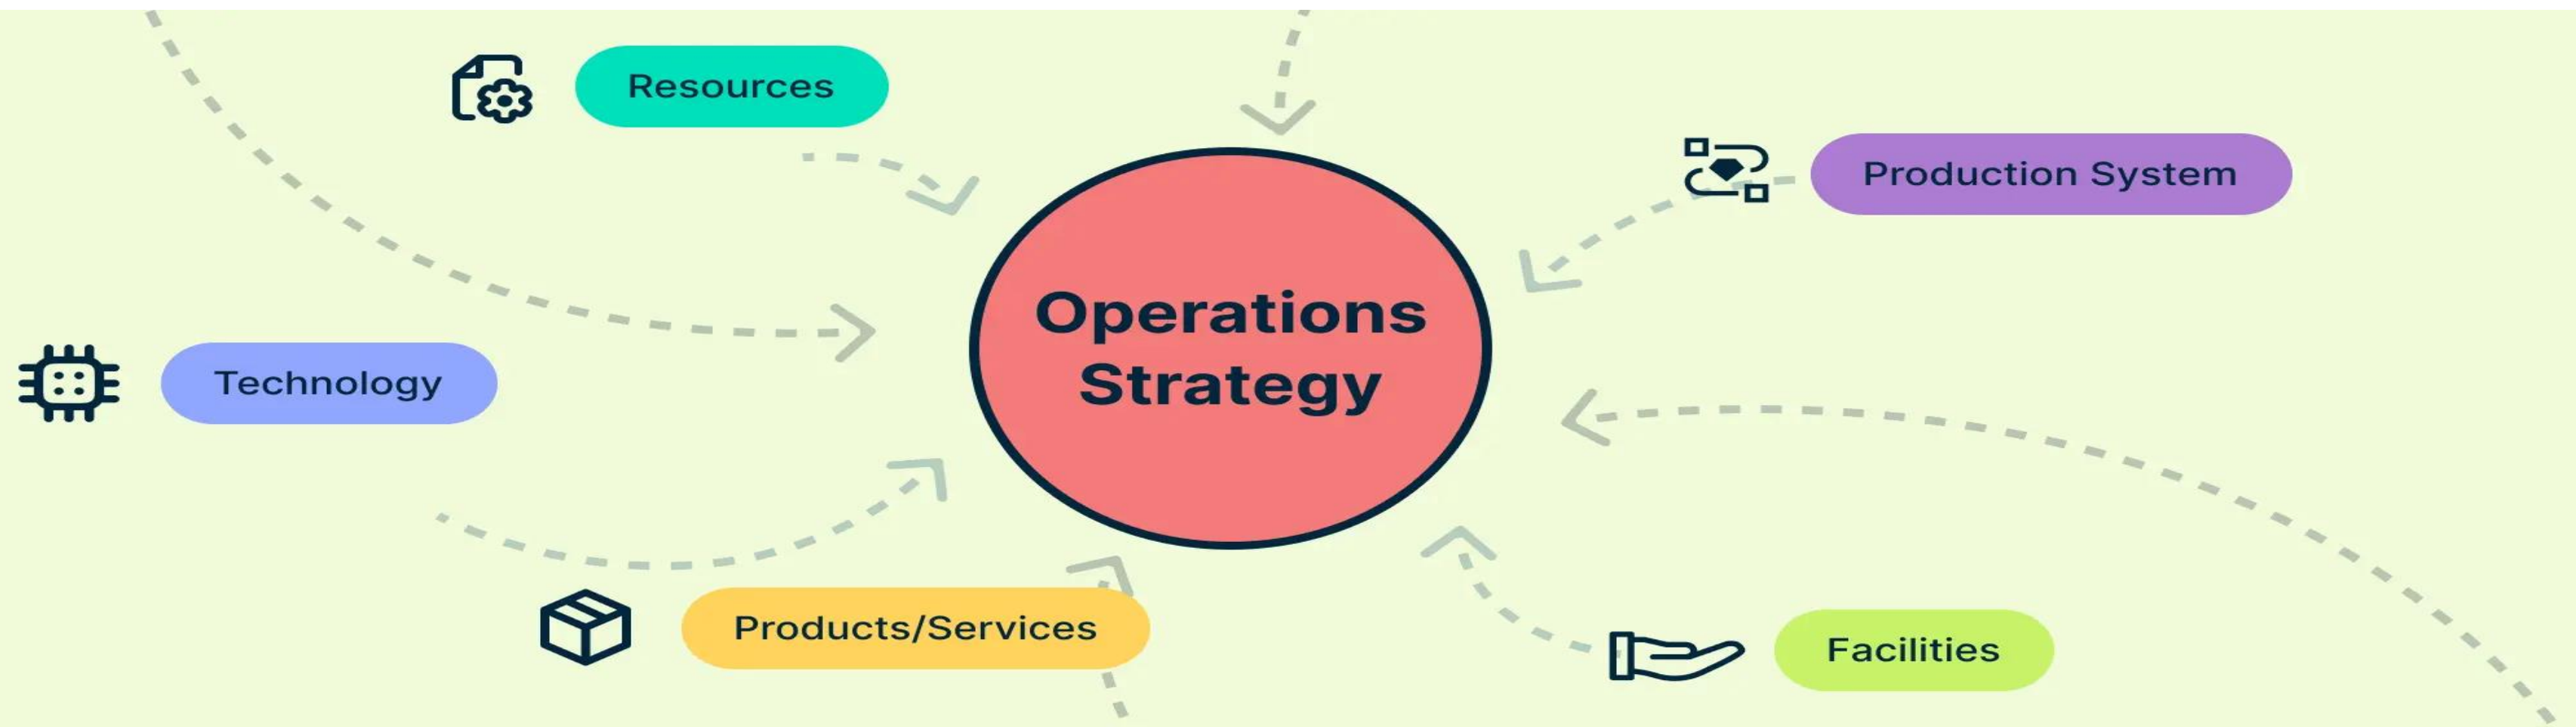 Resources
Production System
Operations
Strategy
Technology
Products/Services
Facilities